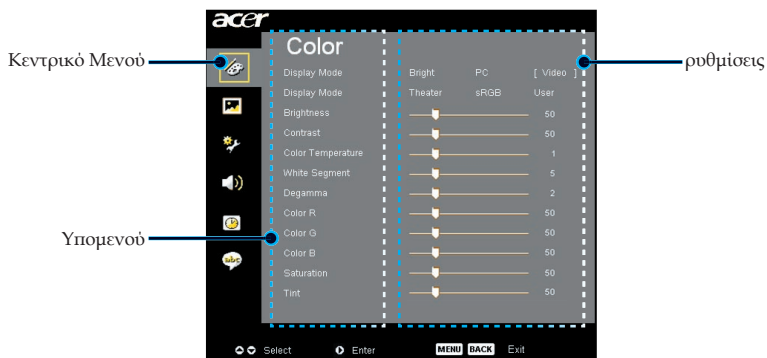 acer
Color
Κεντρικό Μενού
ρυθμίσεις
Display Mode Bright PC [ Video ]
Display Mode Theater sRGB User
Brightness 50
Contrast 50
Color Temperature 1
White Segment 5
Degamma 2
Color R 50
Υπομενού
Color G 50
Color B 50
abc
Saturation 50
Tint 50
Select Enter MENU BACK Exit